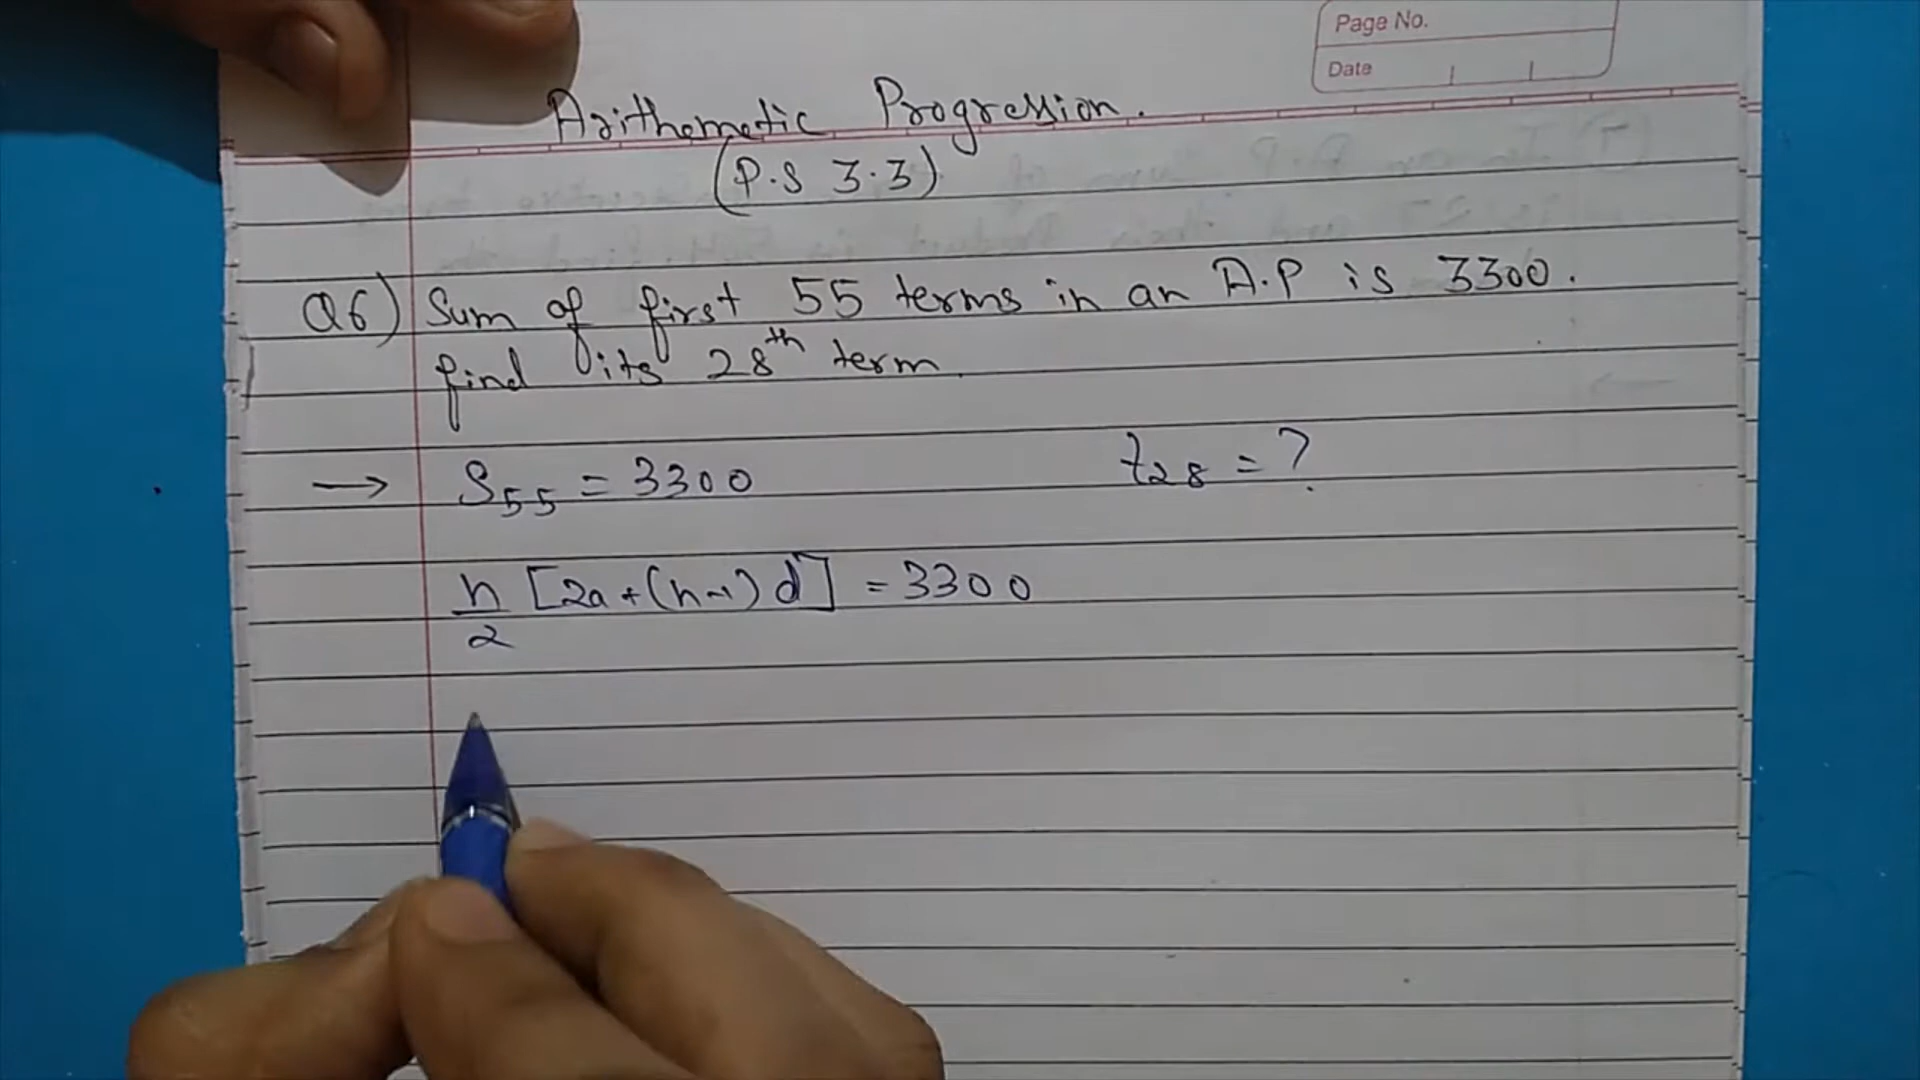 Page No.
Date
Arithemetic Progression.
(P.S 3.3)
Q6) Sum of first 55 terms in an A.P is 3300.
find its 28th term.
→ S55 = 3300 t28 = ?
n/2 [2a+(n-1)d] = 3300